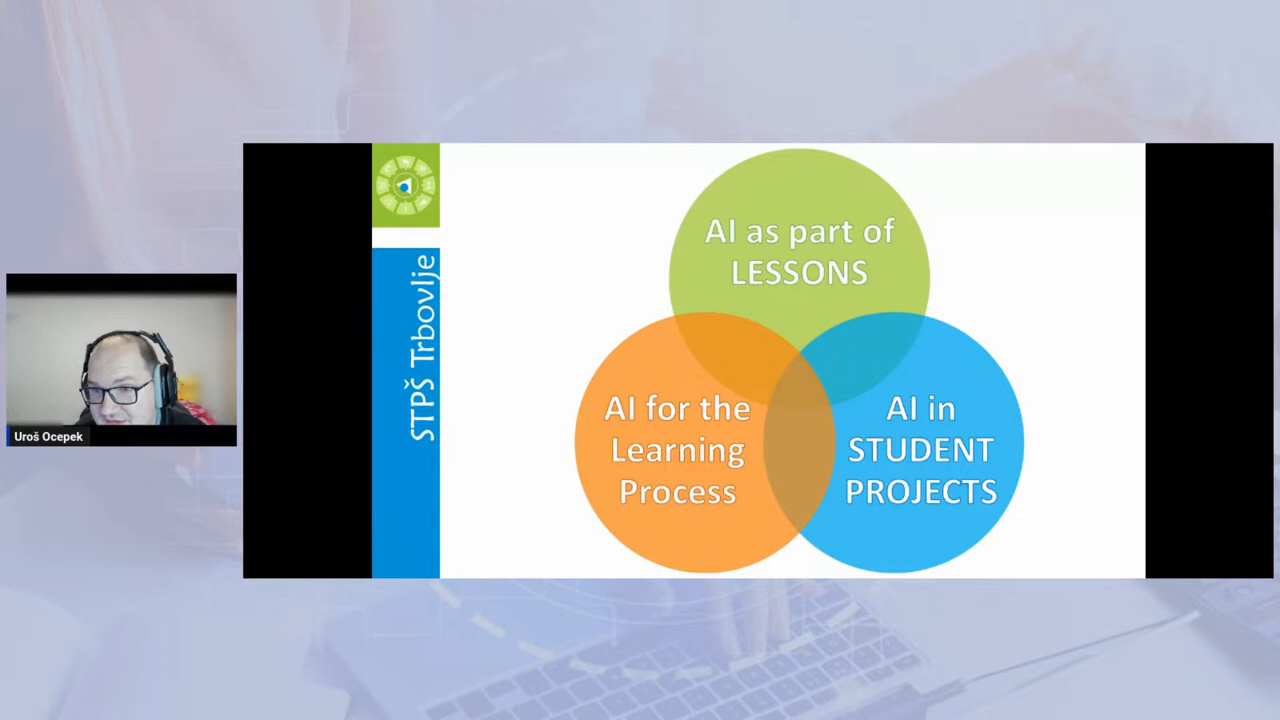 Uroš Ocepek
STPŠ Trbovlje
AI as part of
LESSONS
AI for the
Learning
Process
AI in
STUDENT
PROJECTS